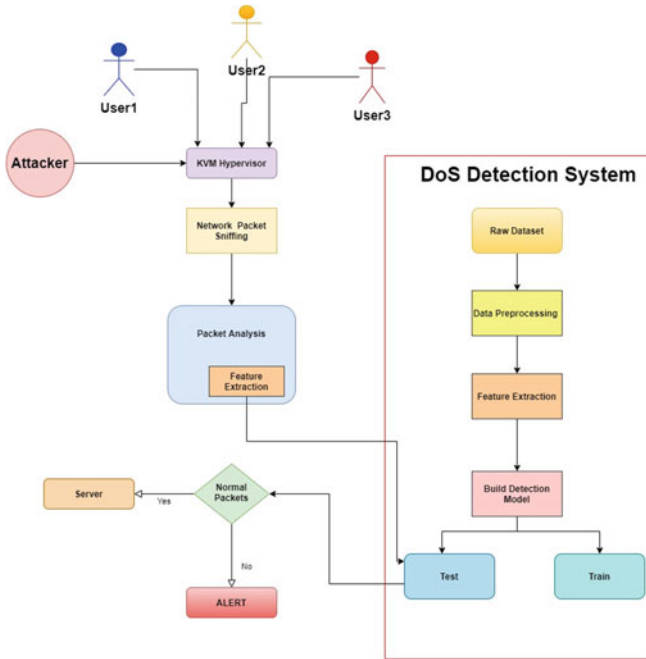 User1
User2
User3
Attacker
KVM Hypervisor
Network Packet
Sniffing
Packet Analysis
Feature
Extraction
Normal
Packets
Yes
Server
No
ALERT
DoS Detection System
Raw Dataset
Data Preprocessing
Feature Extraction
Build Detection
Model
Test
Train